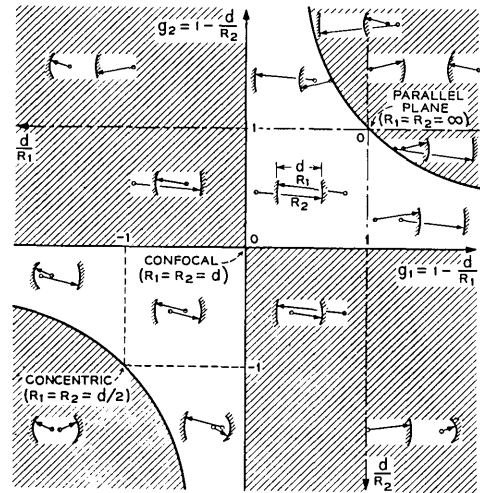 g₂ = 1 − d/R₂
PARALLEL
PLANE
(R₁ = R₂ = ∞)
d/R₁
1
0
d
R₁
R₂
−1
0
1
CONFOCAL
(R₁ = R₂ = d)
g₁ = 1 − d/R₁
−1
CONCENTRIC
(R₁ = R₂ = d/2)
d/R₂